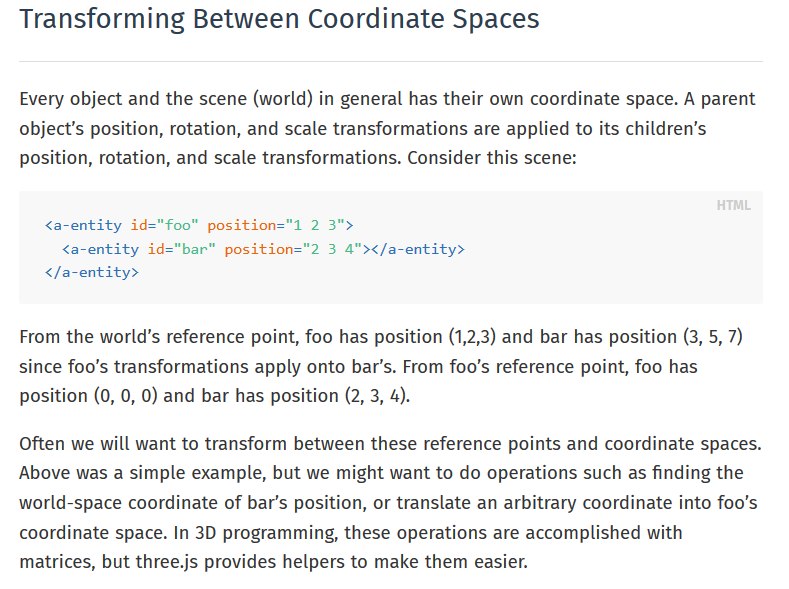 Transforming Between Coordinate Spaces
Every object and the scene (world) in general has their own coordinate space. A parent
object’s position, rotation, and scale transformations are applied to its children’s
position, rotation, and scale transformations. Consider this scene:
HTML
<a-entity id="foo" position="1 2 3">
  <a-entity id="bar" position="2 3 4"></a-entity>
</a-entity>
From the world’s reference point, foo has position (1,2,3) and bar has position (3, 5, 7)
since foo’s transformations apply onto bar’s. From foo’s reference point, foo has
position (0, 0, 0) and bar has position (2, 3, 4).
Often we will want to transform between these reference points and coordinate spaces.
Above was a simple example, but we might want to do operations such as finding the
world-space coordinate of bar’s position, or translate an arbitrary coordinate into foo’s
coordinate space. In 3D programming, these operations are accomplished with
matrices, but three.js provides helpers to make them easier.